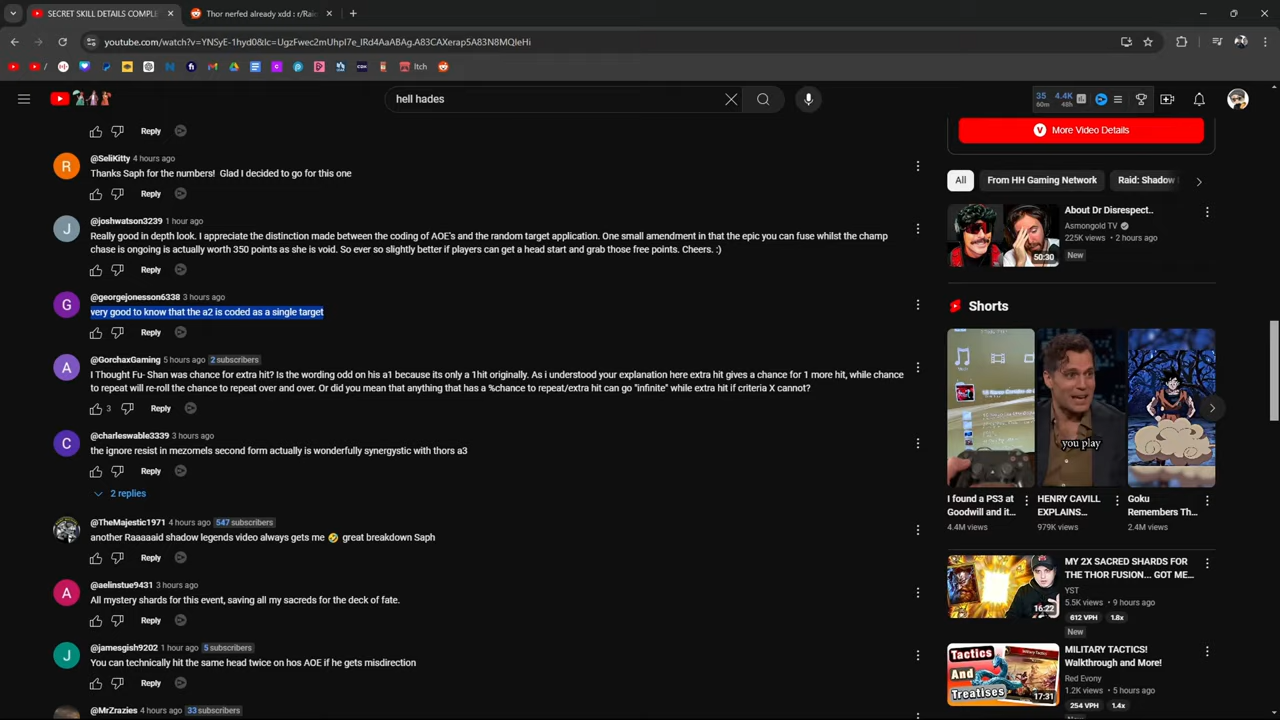 SECRET SKILL DETAILS COMPLE
Thor nerfed already xdd : r/Rai
youtube.com/watch?v=YNSyE-1hyd0&lc=UgzFwec2mUhpI7e_IRd4AaABAg.A83CAXerap5A83N8MQIeHi
Itch
hell hades
35 60m 4.4K 48h
Reply
More Video Details
@SeliKitty 4 hours ago
Thanks Saph for the numbers! Glad I decided to go for this one
Reply
All From HH Gaming Network Raid: Shadow
@joshwatson3239 1 hour ago
Really good in depth look. I appreciate the distinction made between the coding of AOE's and the random target application. One small amendment in that the epic you can fuse whilst the champ
chase is ongoing is actually worth 350 points as she is void. So ever so slightly better if players can get a head start and grab those free points. Cheers. :)
Reply
About Dr Disrespect..
Asmongold TV
225K views • 2 hours ago
New
50:30
@georgejonesson6338 3 hours ago
very good to know that the a2 is coded as a single target
Reply
Shorts
@GorchaxGaming 5 hours ago 2 subscribers
I Thought Fu- Shan was chance for extra hit? Is the wording odd on his a1 because its only a 1hit originally. As i understood your explanation here extra hit gives a chance for 1 more hit, while chance
to repeat will re-roll the chance to repeat over and over. Or did you mean that anything that has a %chance to repeat/extra hit can go "infinite" while extra hit if criteria X cannot?
3 Reply
you play
@charleswable3339 3 hours ago
the ignore resist in mezomels second form actually is wonderfully synergystic with thors a3
Reply
2 replies
I found a PS3 at
Goodwill and it...
4.4M views
HENRY CAVILL
EXPLAINS...
979K views
Goku
Remembers Th...
2.4M views
@TheMajestic1971 4 hours ago 547 subscribers
another Raaaaaid shadow legends video always gets me 🤣 great breakdown Saph
Reply
MY 2X SACRED SHARDS FOR
THE THOR FUSION... GOT ME...
YST
5.5K views • 9 hours ago
612 VPH 1.8x
New
16:22
@aelinstue9431 3 hours ago
All mystery shards for this event, saving all my sacreds for the deck of fate.
Reply
@jamesgish9202 1 hour ago 5 subscribers
You can technically hit the same head twice on hos AOE if he gets misdirection
Reply
Tactics
And
Treatises
17:31
MILITARY TACTICS!
Walkthrough and More!
Red Evony
1.2K views • 5 hours ago
254 VPH 1.4x
@MrZrazies 4 hours ago 33 subscribers